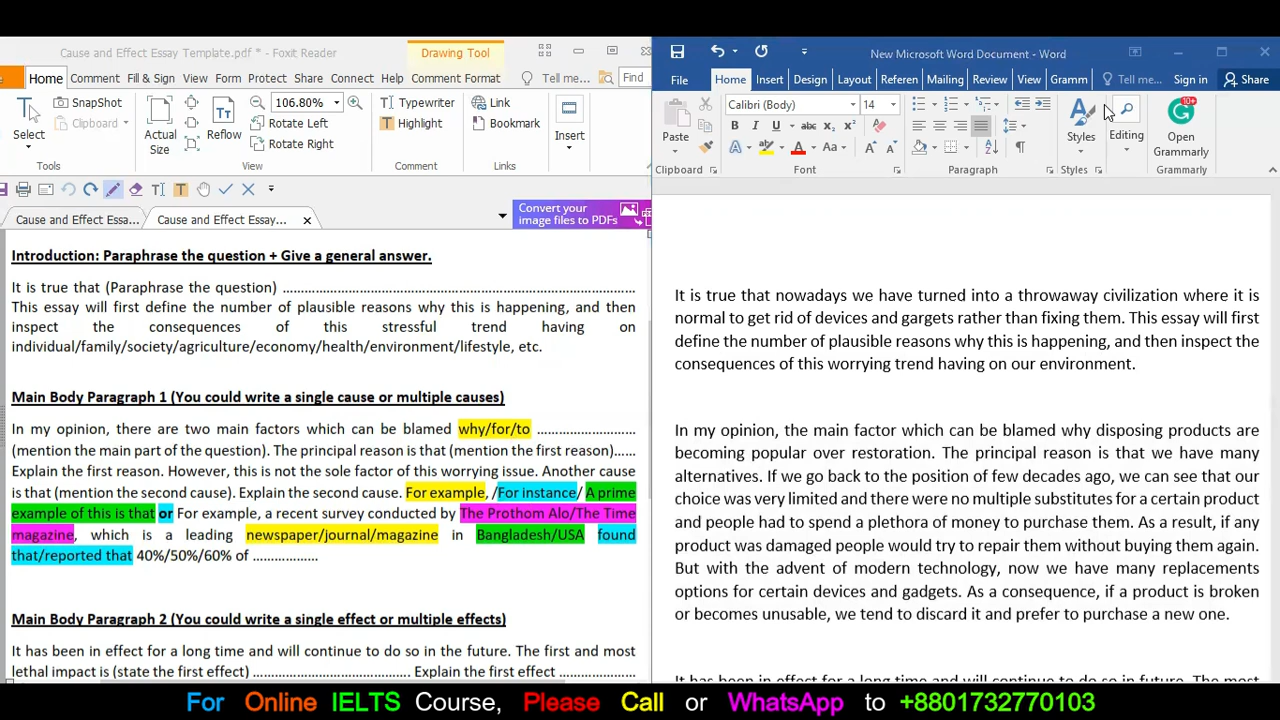 Cause and Effect Essay Template.pdf * - Foxit Reader
Drawing Tool
Home Comment Fill & Sign View Form Protect Share Connect Help Comment Format Tell me... Find
Select
SnapShot
Clipboard
Tools
Actual Size
Reflow
106.80%
Rotate Left
Rotate Right
View
Typewriter
Highlight
Comment
Link
Bookmark
Links
Insert
Cause and Effect Essa... Cause and Effect Essay...
Convert your
image files to PDFs
Introduction: Paraphrase the question + Give a general answer.
It is true that (Paraphrase the question) ……………………………………………………………………………
This essay will first define the number of plausible reasons why this is happening, and then
inspect the consequences of this stressful trend having on
individual/family/society/agriculture/economy/health/environment/lifestyle, etc.
Main Body Paragraph 1 (You could write a single cause or multiple causes)
In my opinion, there are two main factors which can be blamed why/for/to ………………………
(mention the main part of the question). The principal reason is that (mention the first reason)……
Explain the first reason. However, this is not the sole factor of this worrying issue. Another cause
is that (mention the second cause). Explain the second cause. For example, /For instance/ A prime
example of this is that or For example, a recent survey conducted by The Prothom Alo/The Time
magazine, which is a leading newspaper/journal/magazine in Bangladesh/USA found
that/reported that 40%/50%/60% of ………………
Main Body Paragraph 2 (You could write a single effect or multiple effects)
It has been in effect for a long time and will continue to do so in the future. The first and most
lethal impact is (state the first effect) …………………………………. Explain the first effect …………………
New Microsoft Word Document - Word
File Home Insert Design Layout Referen Mailing Review View Gramm Tell me... Sign in Share
Paste
Clipboard
Calibri (Body) 14
B I U abc x₂ x²
A Aa A A
Font
Paragraph
Styles
Styles
Editing
10+
Open
Grammarly
Grammarly
It is true that nowadays we have turned into a throwaway civilization where it is
normal to get rid of devices and gargets rather than fixing them. This essay will first
define the number of plausible reasons why this is happening, and then inspect the
consequences of this worrying trend having on our environment.
In my opinion, the main factor which can be blamed why disposing products are
becoming popular over restoration. The principal reason is that we have many
alternatives. If we go back to the position of few decades ago, we can see that our
choice was very limited and there were no multiple substitutes for a certain product
and people had to spend a plethora of money to purchase them. As a result, if any
product was damaged people would try to repair them without buying them again.
But with the advent of modern technology, now we have many replacements
options for certain devices and gadgets. As a consequence, if a product is broken
or becomes unusable, we tend to discard it and prefer to purchase a new one.
It has been in effect for a long time and will continue to do so in future. The most
For Online IELTS Course, Please Call or WhatsApp to +8801732770103